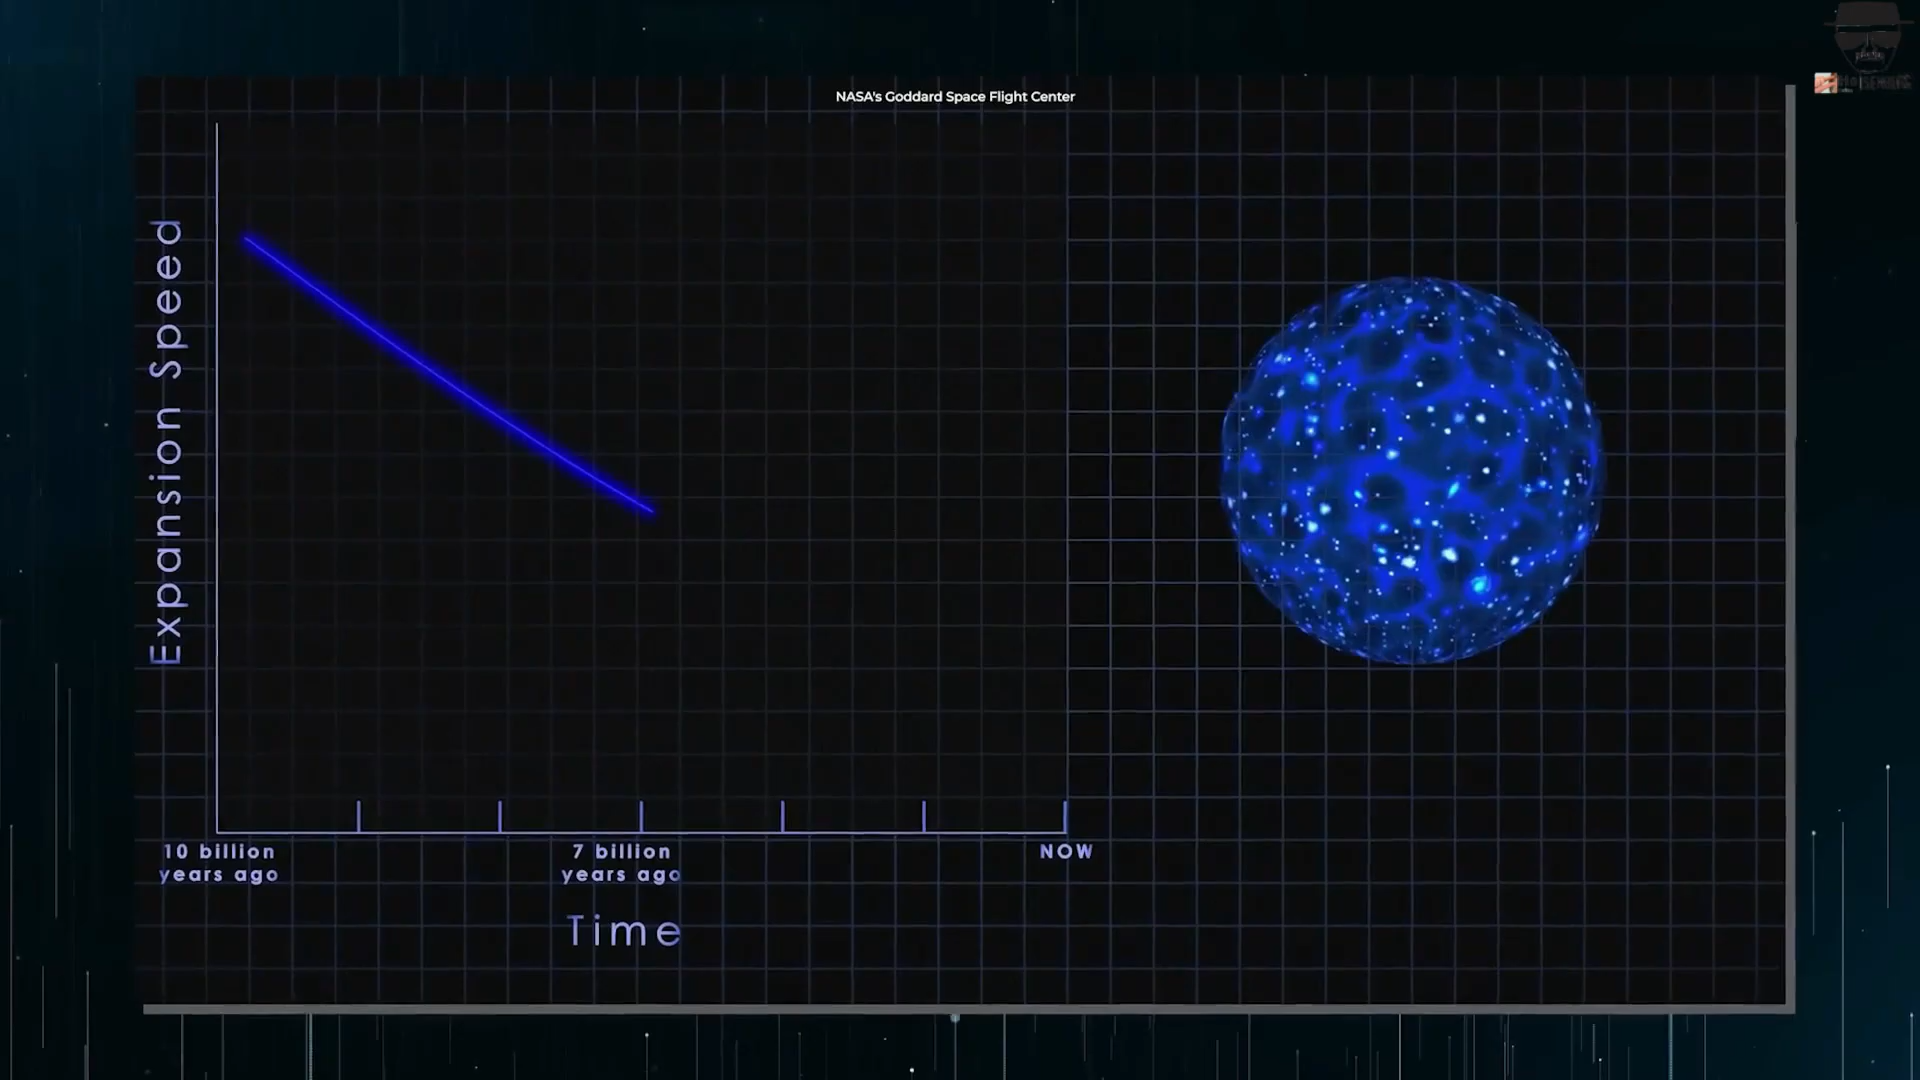 NASA's Goddard Space Flight Center
Expansion Speed
10 billion
years ago
7 billion
years ago
NOW
Time